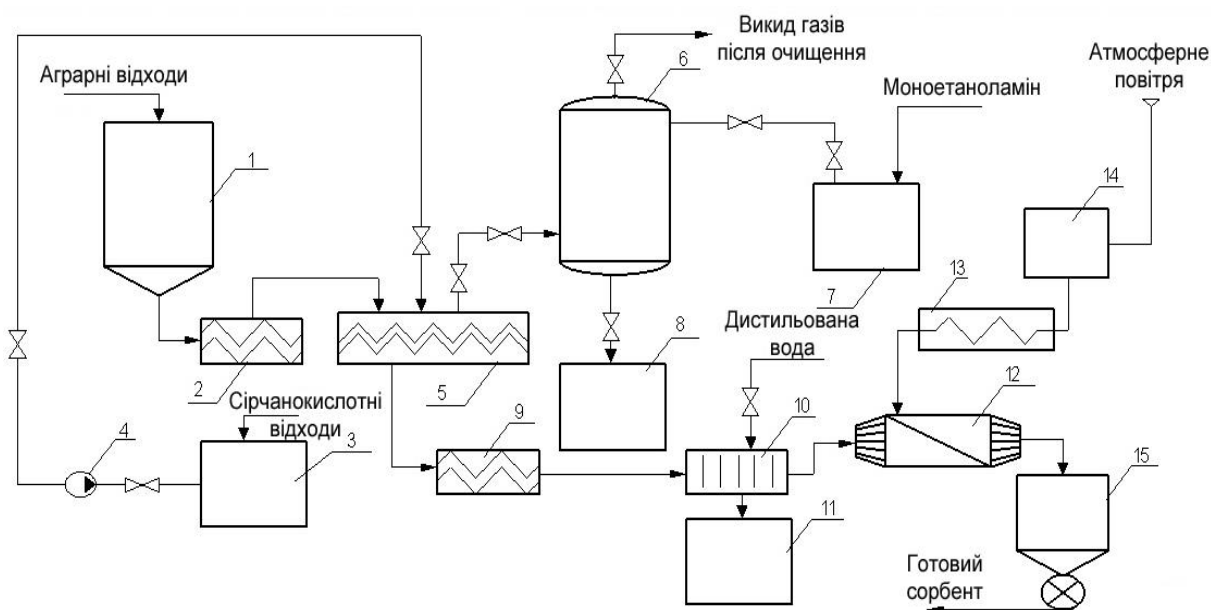 Викид газів
після очищення
6
Атмосферне
повітря
Аграрні відходи
Моноетаноламін
1
14
13
7
Дистильована
вода
8
2
5
12
Сірчанокислотні
відходи
3
4
9
10
15
11
Готовий
сорбент